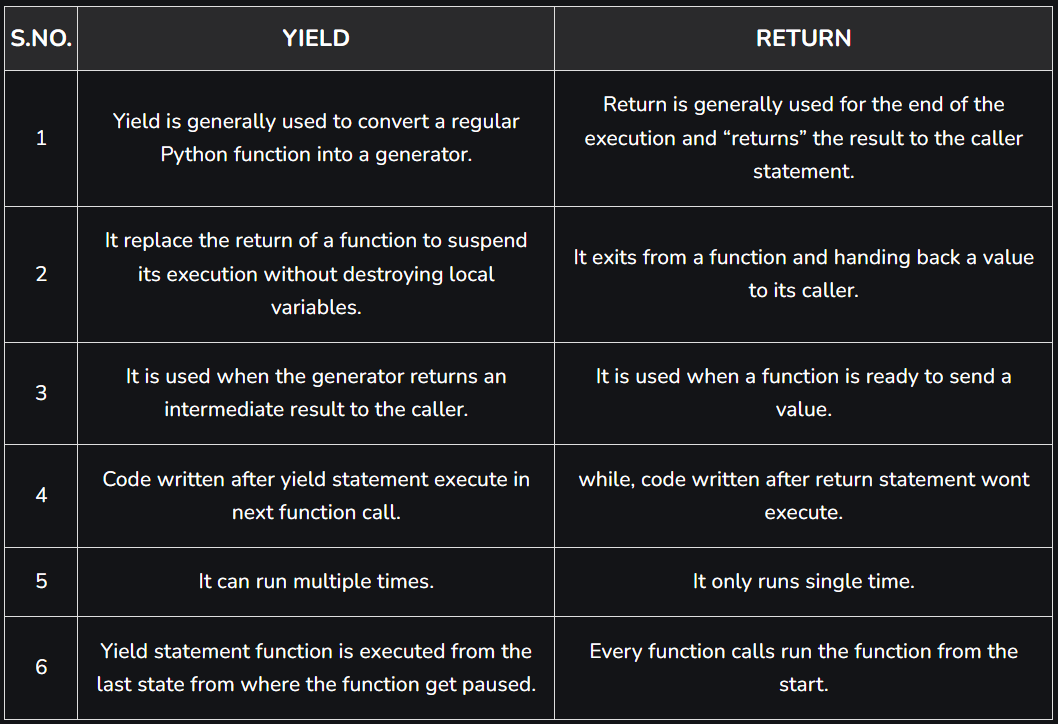 S.NO. YIELD RETURN
1
Yield is generally used to convert a regular
Python function into a generator.
Return is generally used for the end of the
execution and “returns” the result to the caller
statement.
2
It replace the return of a function to suspend
its execution without destroying local
variables.
It exits from a function and handing back a value
to its caller.
3
It is used when the generator returns an
intermediate result to the caller.
It is used when a function is ready to send a
value.
4
Code written after yield statement execute in
next function call.
while, code written after return statement wont
execute.
5
It can run multiple times.
It only runs single time.
6
Yield statement function is executed from the
last state from where the function get paused.
Every function calls run the function from the
start.